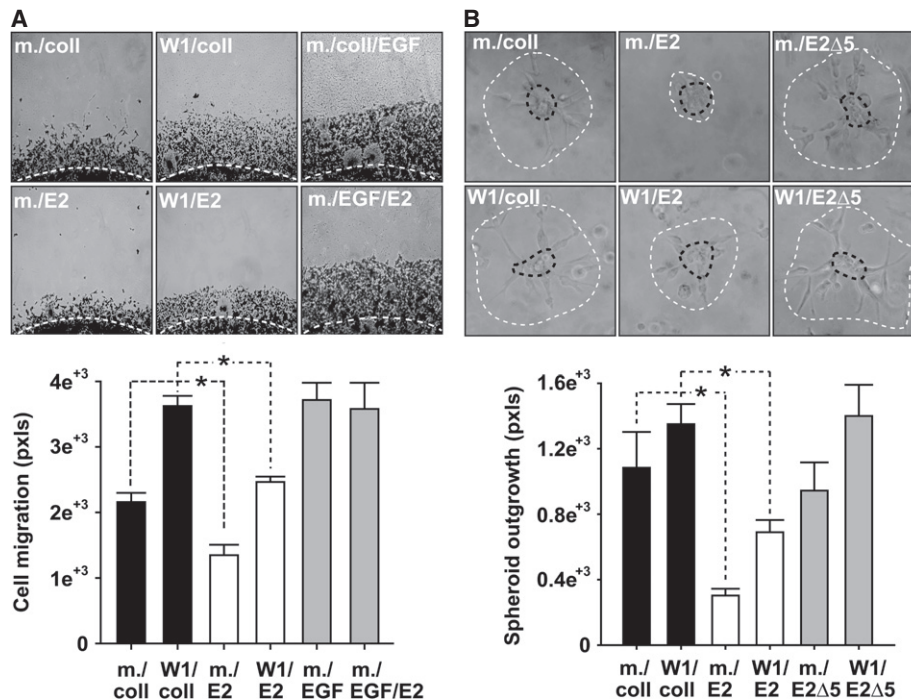 A
m./coll W1/coll m./coll/EGF
m./E2 W1/E2 m./EGF/E2
Cell migration (pxls)
4e+3
3e+3
2e+3
1e+3
0
* *
m./coll W1/coll m./E2 W1/E2 m./EGF m./EGF/E2
B
m./coll m./E2 m./E2Δ5
W1/coll W1/E2 W1/E2Δ5
Spheroid outgrowth (pxls)
1.6e+3
1.2e+3
0.8e+3
0.4e+3
0
* *
m./coll W1/coll m./E2 W1/E2 m./E2Δ5 W1/E2Δ5